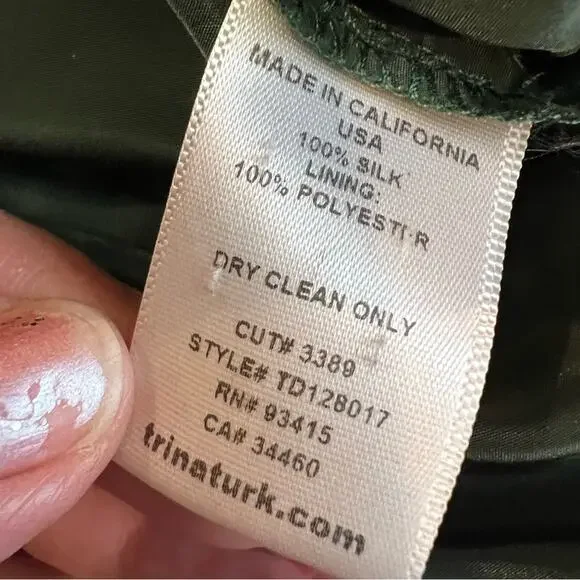 MADE IN CALIFORNIA
USA
100% SILK
LINING:
100% POLYESTER
DRY CLEAN ONLY
CUT# 3389
STYLE# TD128017
RN# 93415
CA# 34460
trinaturk.com